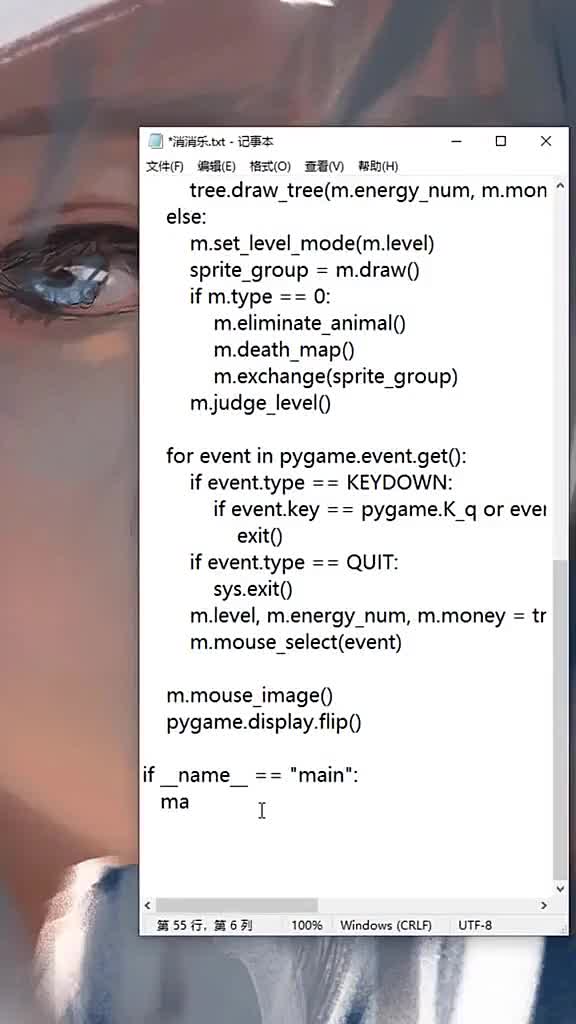 *消消乐.txt - 记事本
文件(F) 编辑(E) 格式(O) 查看(V) 帮助(H)
tree.draw_tree(m.energy_num, m.mon
else:
m.set_level_mode(m.level)
sprite_group = m.draw()
if m.type == 0:
m.eliminate_animal()
m.death_map()
m.exchange(sprite_group)
m.judge_level()
for event in pygame.event.get():
if event.type == KEYDOWN:
if event.key == pygame.K_q or ever
exit()
if event.type == QUIT:
sys.exit()
m.level, m.energy_num, m.money = tr
m.mouse_select(event)
m.mouse_image()
pygame.display.flip()
if __name__ == "main":
ma
第 55 行，第 6 列 100% Windows (CRLF) UTF-8